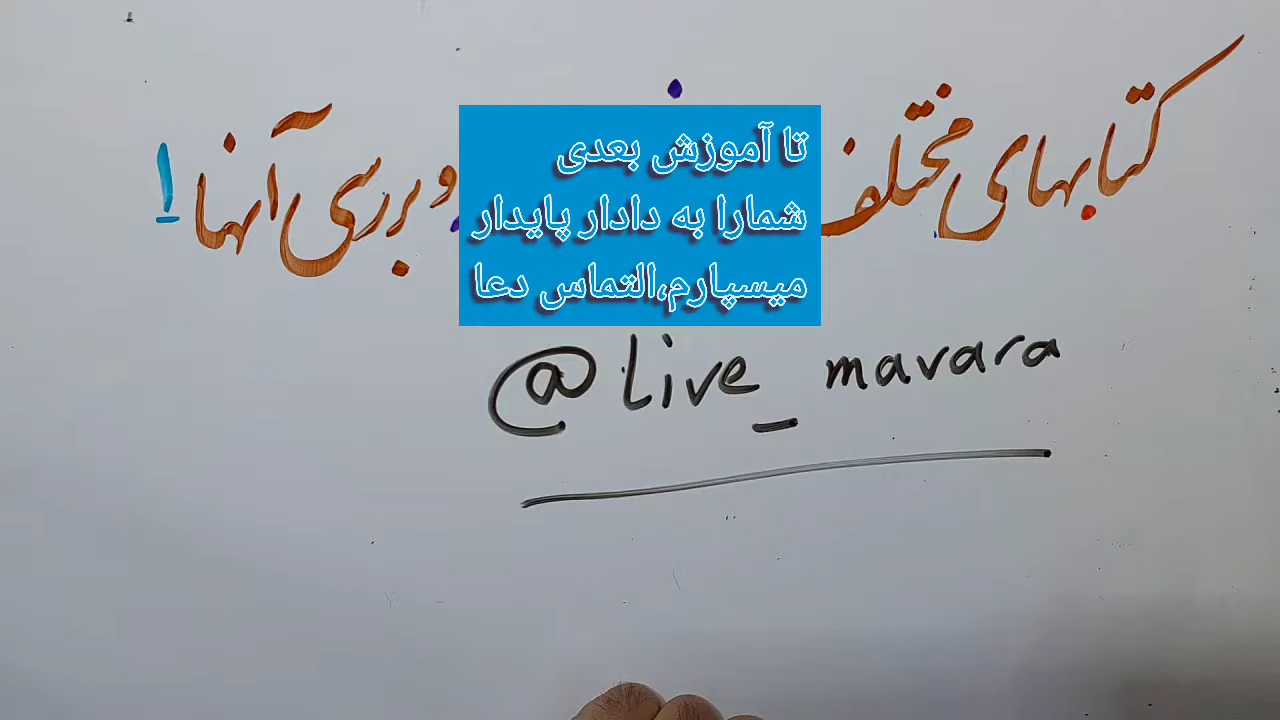 کتابهای مختلف و بررسی آنها!
تا آموزش بعدی
شمارا به دادار پایدار
میسپارم،التماس دعا
@live_mavara